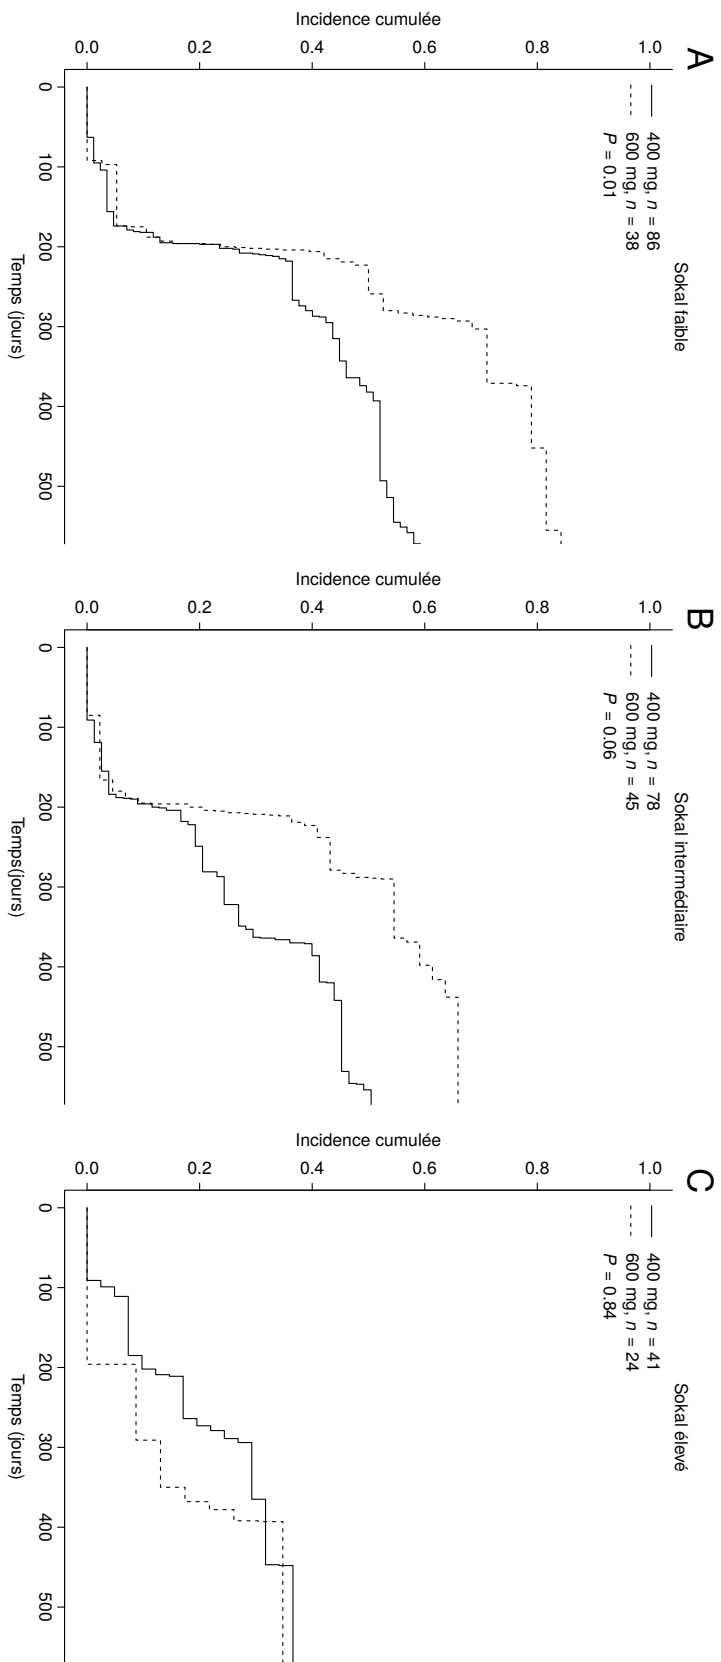 A
Sokal faible
400 mg, n = 86
600 mg, n = 38
P = 0.01
Incidence cumulée
1.0
0.8
0.6
0.4
0.2
0.0
0 100 200 300 400 500
Temps (jours)
B
Sokal intermédiaire
400 mg, n = 78
600 mg, n = 45
P = 0.06
Incidence cumulée
1.0
0.8
0.6
0.4
0.2
0.0
0 100 200 300 400 500
Temps(jours)
C
Sokal élevé
400 mg, n = 41
600 mg, n = 24
P = 0.84
Incidence cumulée
1.0
0.8
0.6
0.4
0.2
0.0
0 100 200 300 400 500
Temps (jours)